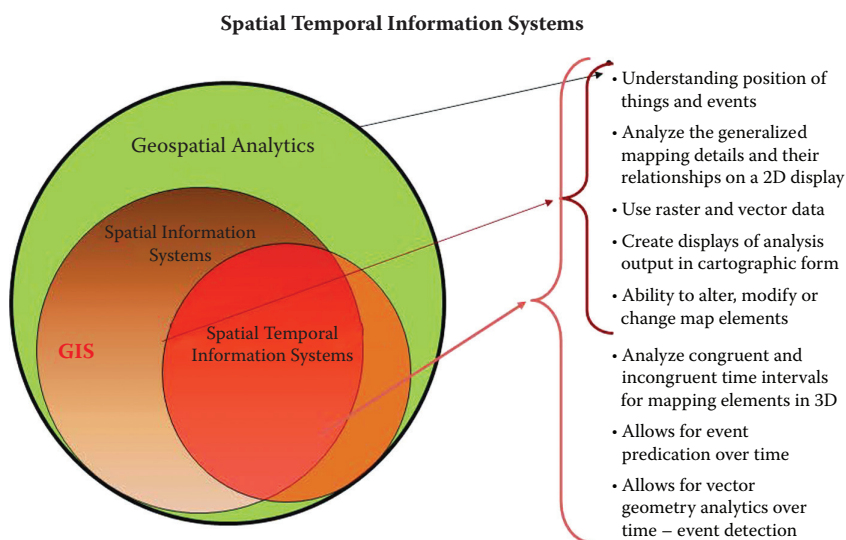 Spatial Temporal Information Systems
Geospatial Analytics
Spatial Information
Systems
GIS
Spatial Temporal
Information Systems
• Understanding position of
things and events
• Analyze the generalized
mapping details and their
relationships on a 2D display
• Use raster and vector data
• Create displays of analysis
output in cartographic form
• Ability to alter, modify or
change map elements
• Analyze congruent and
incongruent time intervals
for mapping elements in 3D
• Allows for event
predication over time
• Allows for vector
geometry analytics over
time – event detection